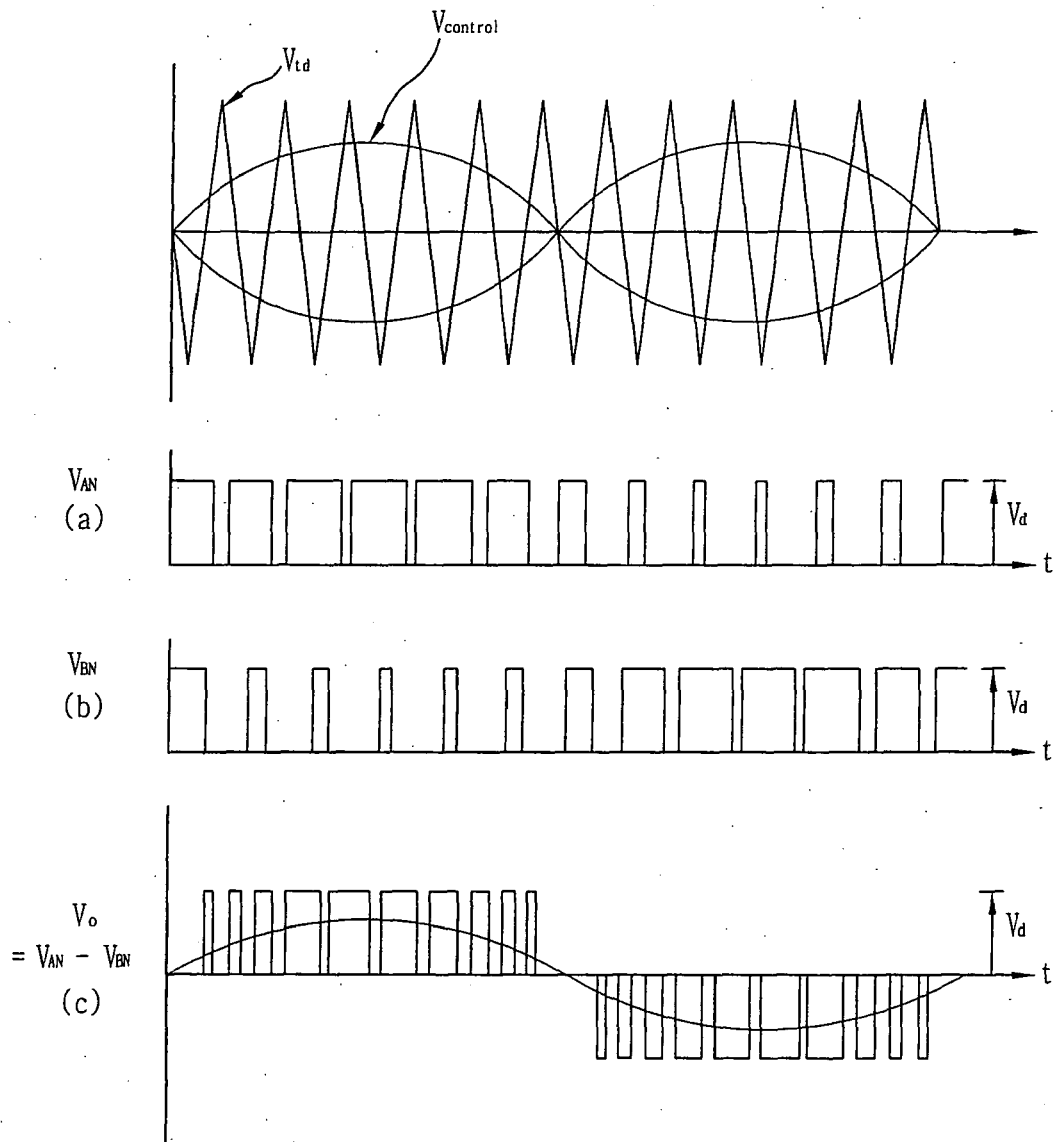 Vcontrol
Vtd
VAN
(a)
Vd
t
VBN
(b)
Vd
t
Vo
= VAN - VBN
(c)
Vd
t